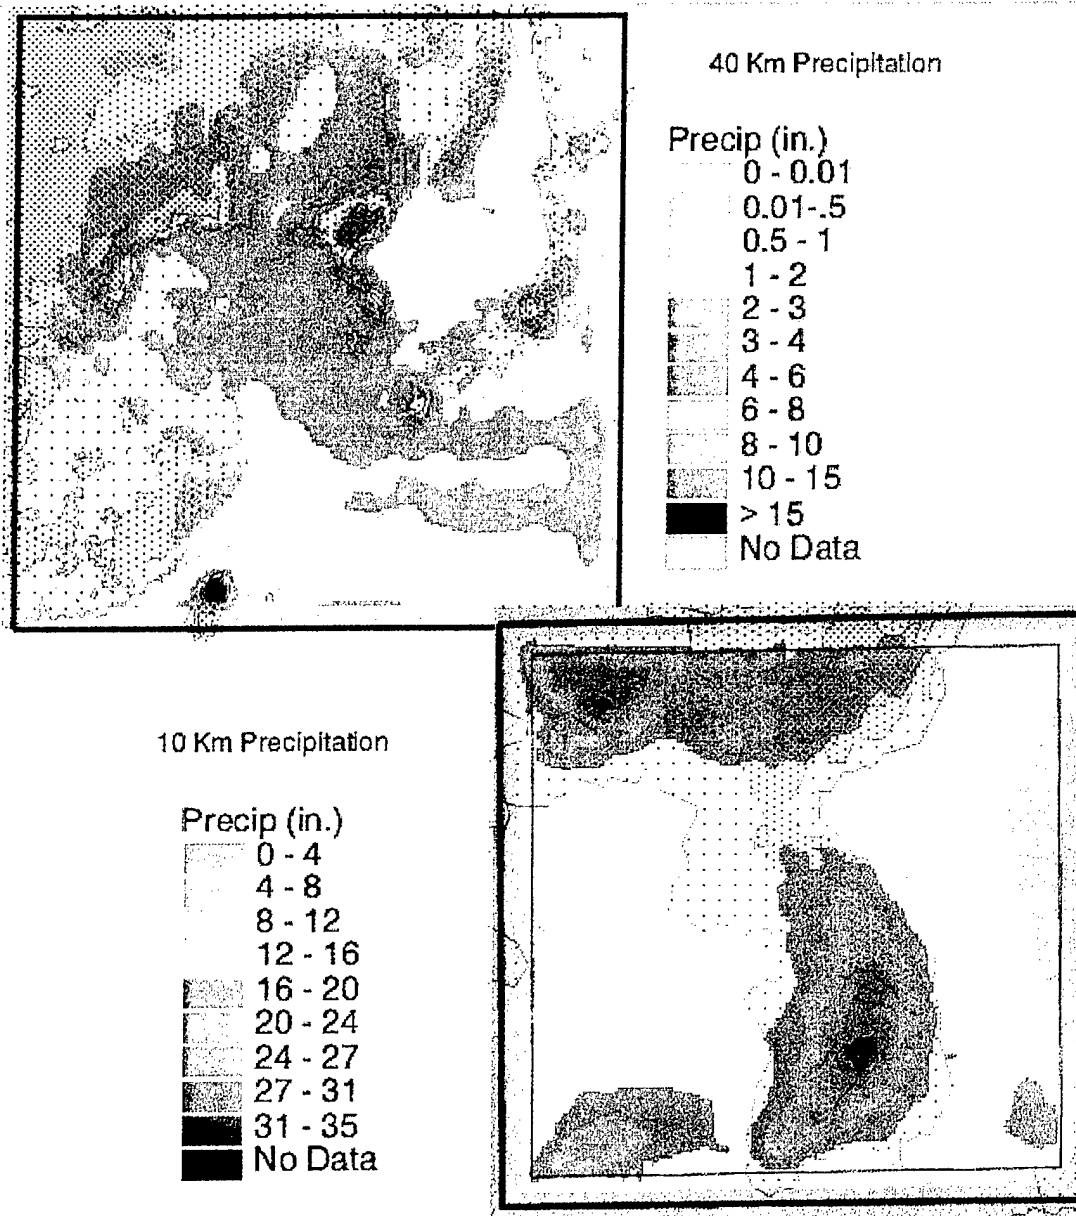 40 Km Precipitation
Precip (in.)
0 - 0.01
0.01-.5
0.5 - 1
1 - 2
2 - 3
3 - 4
4 - 6
6 - 8
8 - 10
10 - 15
> 15
No Data
10 Km Precipitation
Precip (in.)
0 - 4
4 - 8
8 - 12
12 - 16
16 - 20
20 - 24
24 - 27
27 - 31
31 - 35
No Data